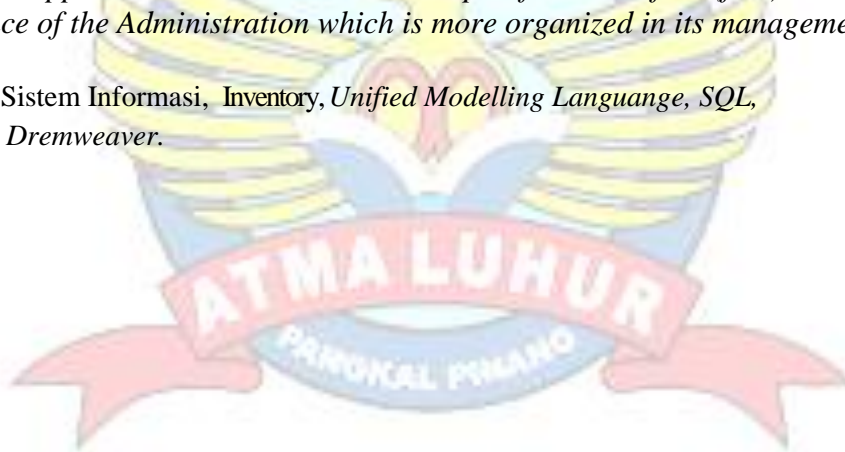 ce of the Administration which is more organized in its manageme
Sistem Informasi, Inventory, Unified Modelling Languange, SQL,
Dremweaver.
ATMA LUHUR
PANGKAL PINANG